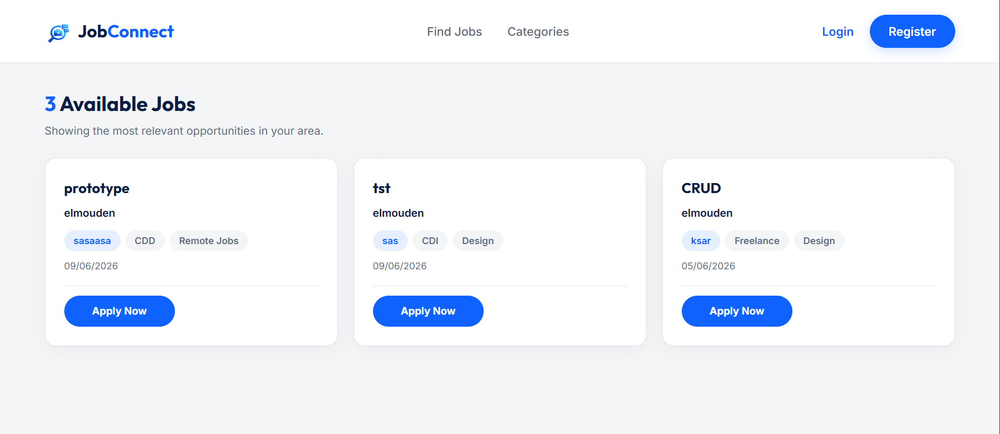 JobConnect
Find Jobs
Categories
Login
Register
3 Available Jobs
Showing the most relevant opportunities in your area.
prototype
elmouden
sasaasa
CDD
Remote Jobs
09/06/2026
Apply Now
tst
elmouden
sas
CDI
Design
09/06/2026
Apply Now
CRUD
elmouden
ksar
Freelance
Design
05/06/2026
Apply Now